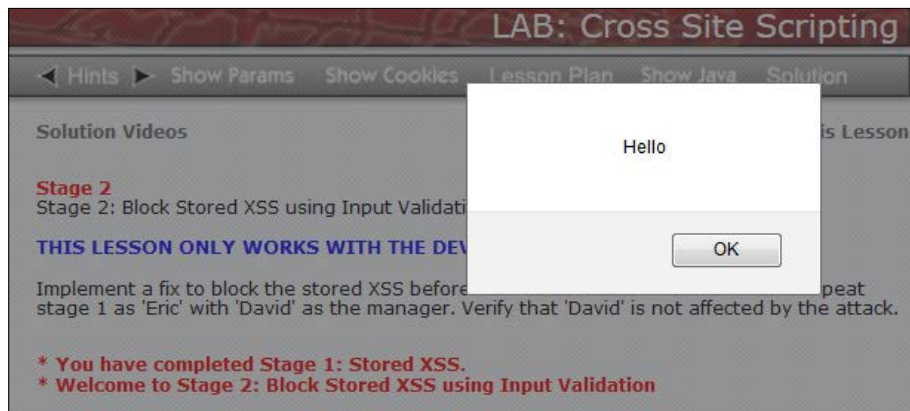 LAB: Cross Site Scripting
Hints Show Params Show Cookies Lesson Plan Show Java Solution
Solution Videos
is Lesson
Hello
OK
Stage 2
Stage 2: Block Stored XSS using Input Validati
THIS LESSON ONLY WORKS WITH THE DEV
Implement a fix to block the stored XSS before
peat
stage 1 as 'Eric' with 'David' as the manager. Verify that 'David' is not affected by the attack.
* You have completed Stage 1: Stored XSS.
* Welcome to Stage 2: Block Stored XSS using Input Validation